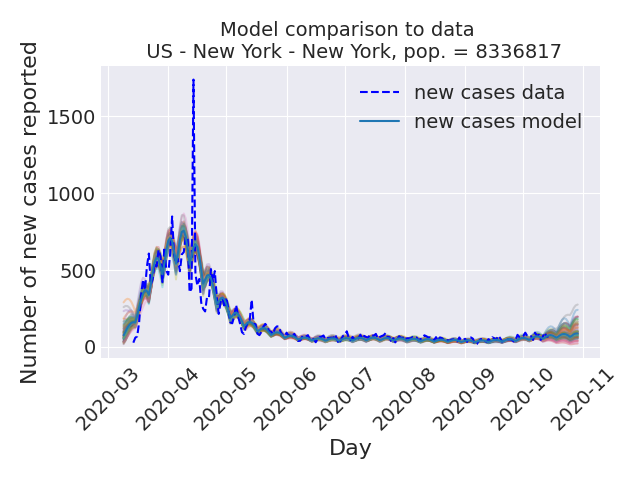 Model comparison to data
US - New York - New York, pop. = 8336817
Number of new cases reported
1500
1000
500
0
new cases data
new cases model
2020-03
2020-04
2020-05
2020-06
2020-07
2020-08
2020-09
2020-10
2020-11
Day